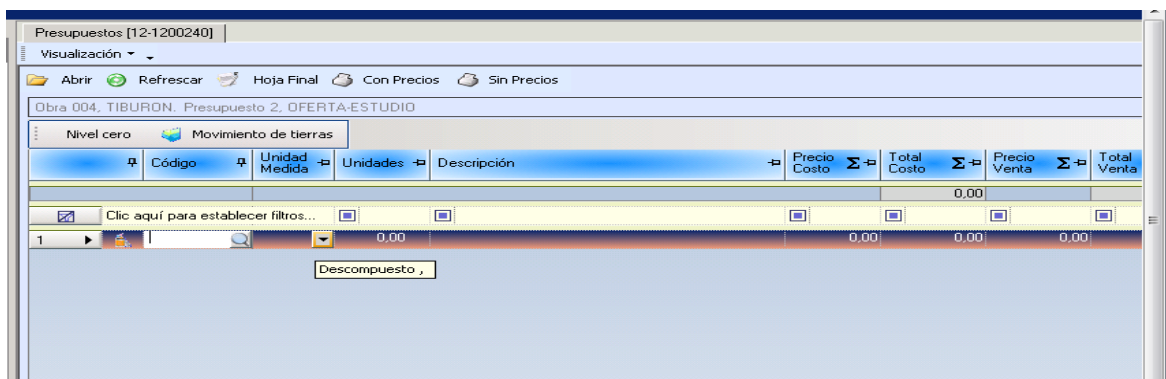 Presupuestos [12-1200240]
Visualización
Abrir Refrescar Hoja Final Con Precios Sin Precios
Obra 004, TIBURON. Presupuesto 2, OFERTA-ESTUDIO
Nivel cero Movimiento de tierras
Código Unidad Medida Unidades Descripción Precio Costo Σ Total Costo Σ Precio Venta Σ Total Venta
0,00
Clic aquí para establecer filtros...
1 0,00 0,00 0,00 0,00
Descompuesto ,